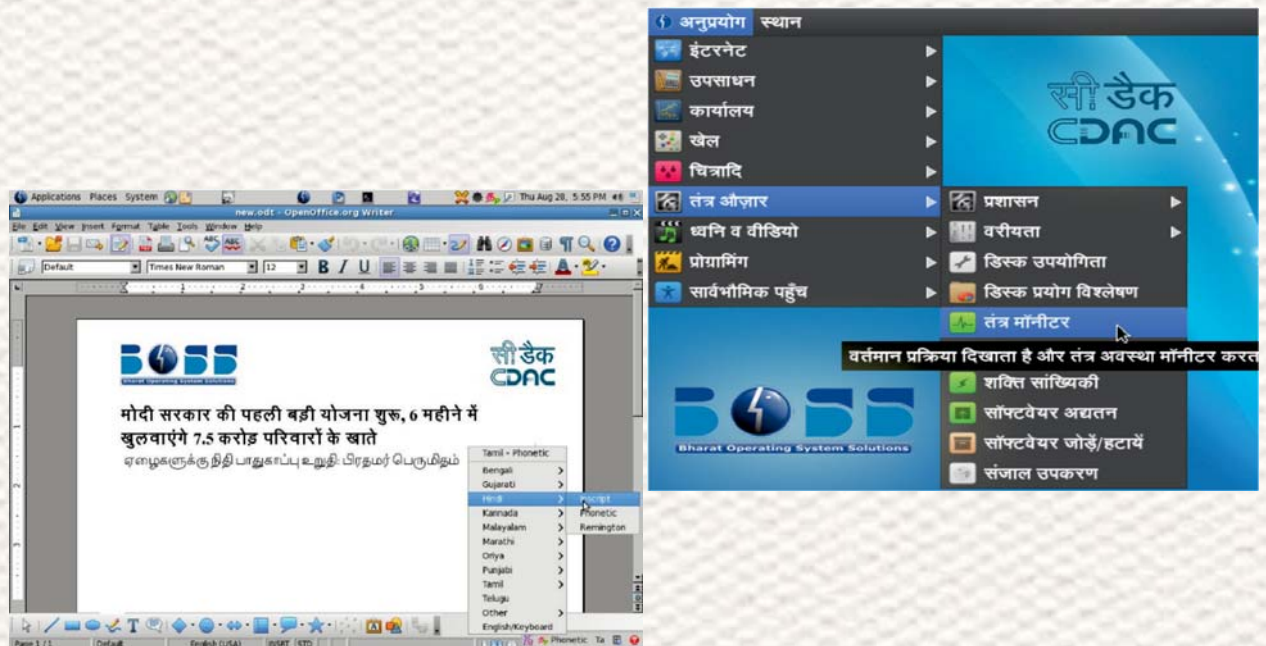 Applications Places System Thu Aug 28, 5:55 PM
new.odt - OpenOffice.org Writer
File Edit View Insert Format Table Tools Window Help
Default Times New Roman 12 B I U
BOSS
Bharat Operating System Solutions
सी डैक
CDAC
मोदी सरकार की पहली बड़ी योजना शुरू, 6 महीने में
खुलवाएंगे 7.5 करोड़ परिवारों के खाते
ஏழைகளுக்கு நிதி பாதுகாப்பு உறுதி: பிரதமர் பெருமிதம்
Tamil - Phonetic
Bengali
Gujarati
Hindi
Kannada
Malayalam
Marathi
Oriya
Punjabi
Tamil
Telugu
Other
English/Keyboard
Inscript
Phonetic
Remington
Page 1 / 1 Default English (USA) INSRT STD Phonetic Ta
अनुप्रयोग स्थान
इंटरनेट
उपसाधन
कार्यालय
खेल
चित्रादि
तंत्र औज़ार
ध्वनि व वीडियो
प्रोग्रामिंग
सार्वभौमिक पहुँच
प्रशासन
वरीयता
डिस्क उपयोगिता
डिस्क प्रयोग विश्लेषण
तंत्र मॉनीटर
वर्तमान प्रक्रिया दिखाता है और तंत्र अवस्था मॉनीटर करत
शक्ति सांख्यिकी
सॉफ्टवेयर अद्यतन
सॉफ्टवेयर जोड़ें/हटायें
संजाल उपकरण
सी डैक
CDAC
BOSS
Bharat Operating System Solutions